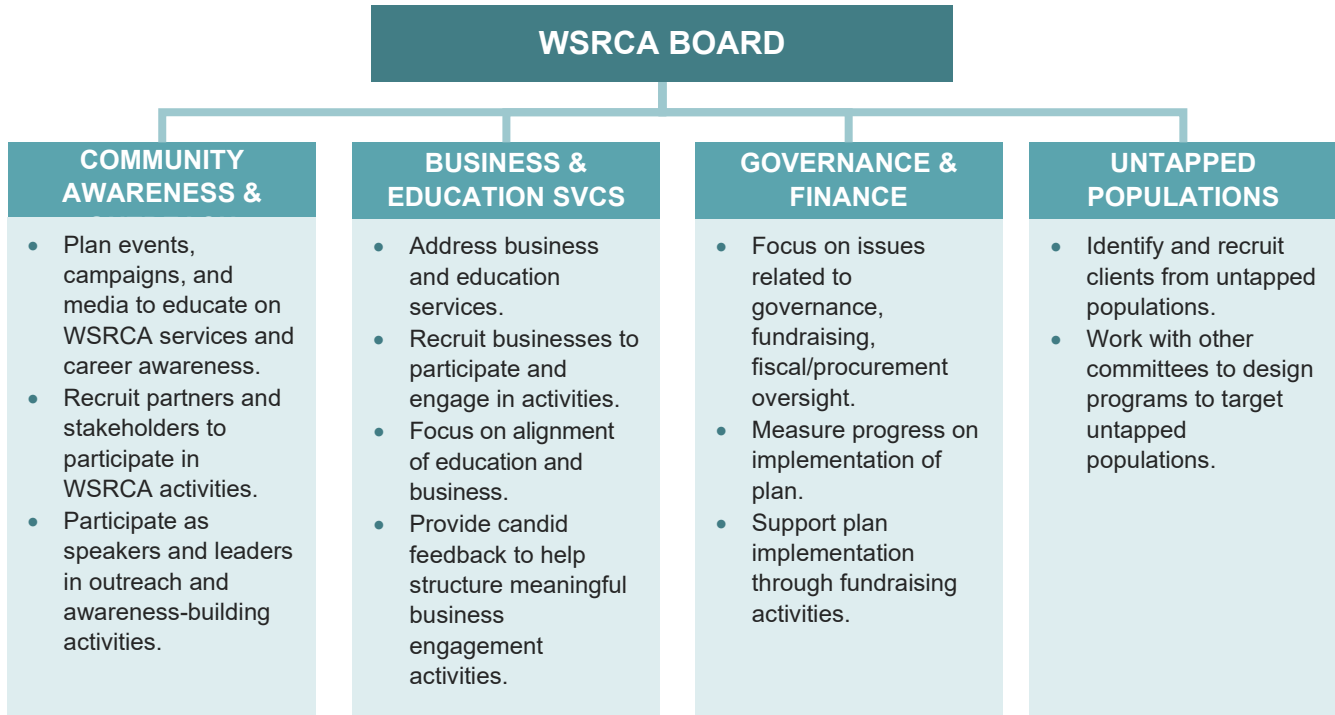 WSRCA BOARD
COMMUNITY
AWARENESS &
• Plan events,
campaigns, and
media to educate on
WSRCA services and
career awareness.
• Recruit partners and
stakeholders to
participate in
WSRCA activities.
• Participate as
speakers and leaders
in outreach and
awareness-building
activities.
BUSINESS &
EDUCATION SVCS
• Address business
and education
services.
• Recruit businesses to
participate and
engage in activities.
• Focus on alignment
of education and
business.
• Provide candid
feedback to help
structure meaningful
business
engagement
activities.
GOVERNANCE &
FINANCE
• Focus on issues
related to
governance,
fundraising,
fiscal/procurement
oversight.
• Measure progress on
implementation of
plan.
• Support plan
implementation
through fundraising
activities.
UNTAPPED
POPULATIONS
• Identify and recruit
clients from untapped
populations.
• Work with other
committees to design
programs to target
untapped
populations.